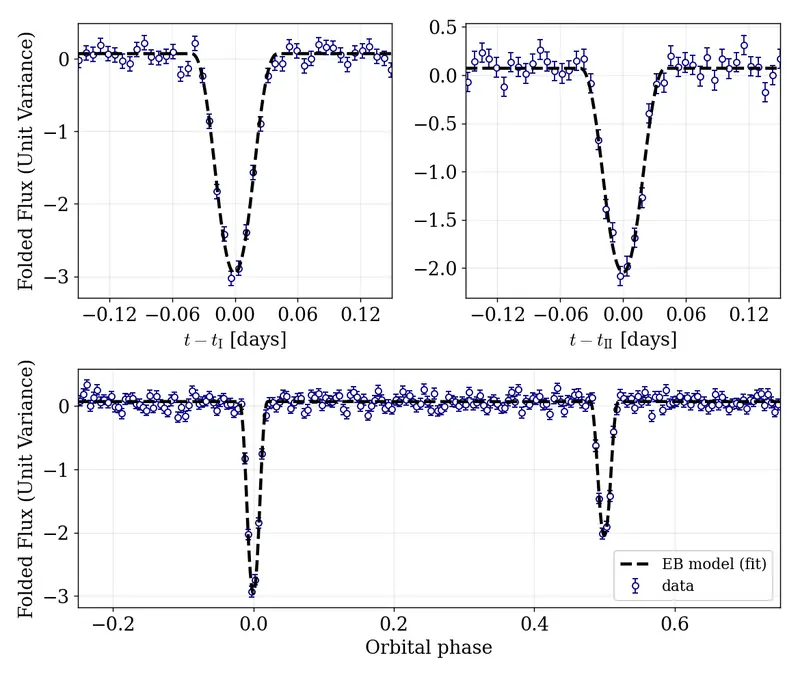 Folded Flux (Unit Variance)
0
−1
−2
−3
−0.12 −0.06 0.00 0.06 0.12
t − tI [days]
0.5
0.0
−0.5
−1.0
−1.5
−2.0
−0.12 −0.06 0.00 0.06 0.12
t − tII [days]
Folded Flux (Unit Variance)
0
−1
−2
−3
−0.2 0.0 0.2 0.4 0.6
Orbital phase
EB model (fit)
data